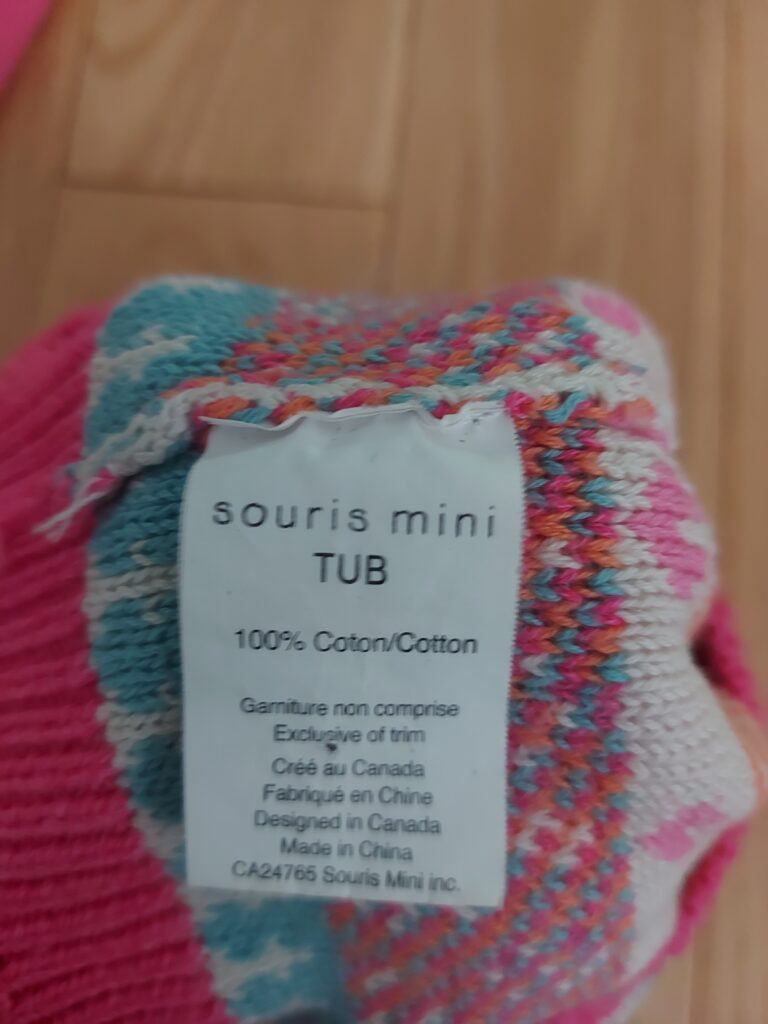 souris mini
TUB
100% Coton/Cotton
Garniture non comprise
Exclusive of trim
Créé au Canada
Fabriqué en Chine
Designed in Canada
Made in China
CA24765 Souris Mini inc.